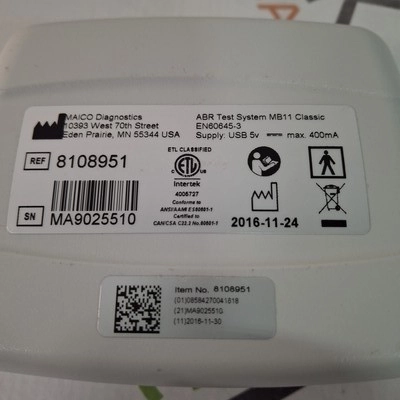 MAICO Diagnostics
10393 West 70th Street
Eden Prairie, MN 55344 USA
ABR Test System MB11 Classic
EN60645-3
Supply: USB 5v max. 400mA
REF 8108951
ETL CLASSIFIED
ETL
Intertek
4005727
Conforms to
ANSI/AAMI ES60601-1
Certified to
CAN/CSA C22.2 No.60601-1
SN MA9025510
2016-11-24
Item No. 8108951
(01)08594270041618
(21)MA9025510
(11)2016-11-30